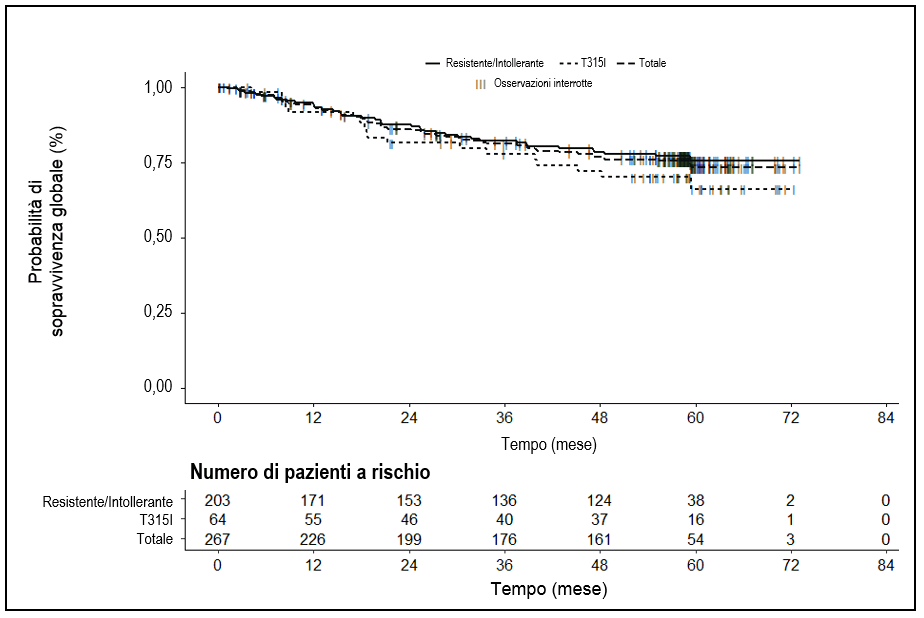 Resistente/Intollerante T315I Totale
Osservazioni interrotte
Probabilità di
sopravvivenza globale (%)
1,00
0,75
0,50
0,25
0,00
0 12 24 36 48 60 72 84
Tempo (mese)
Numero di pazienti a rischio
Resistente/Intollerante 203 171 153 136 124 38 2 0
T315I 64 55 46 40 37 16 1 0
Totale 267 226 199 176 161 54 3 0
0 12 24 36 48 60 72 84
Tempo (mese)